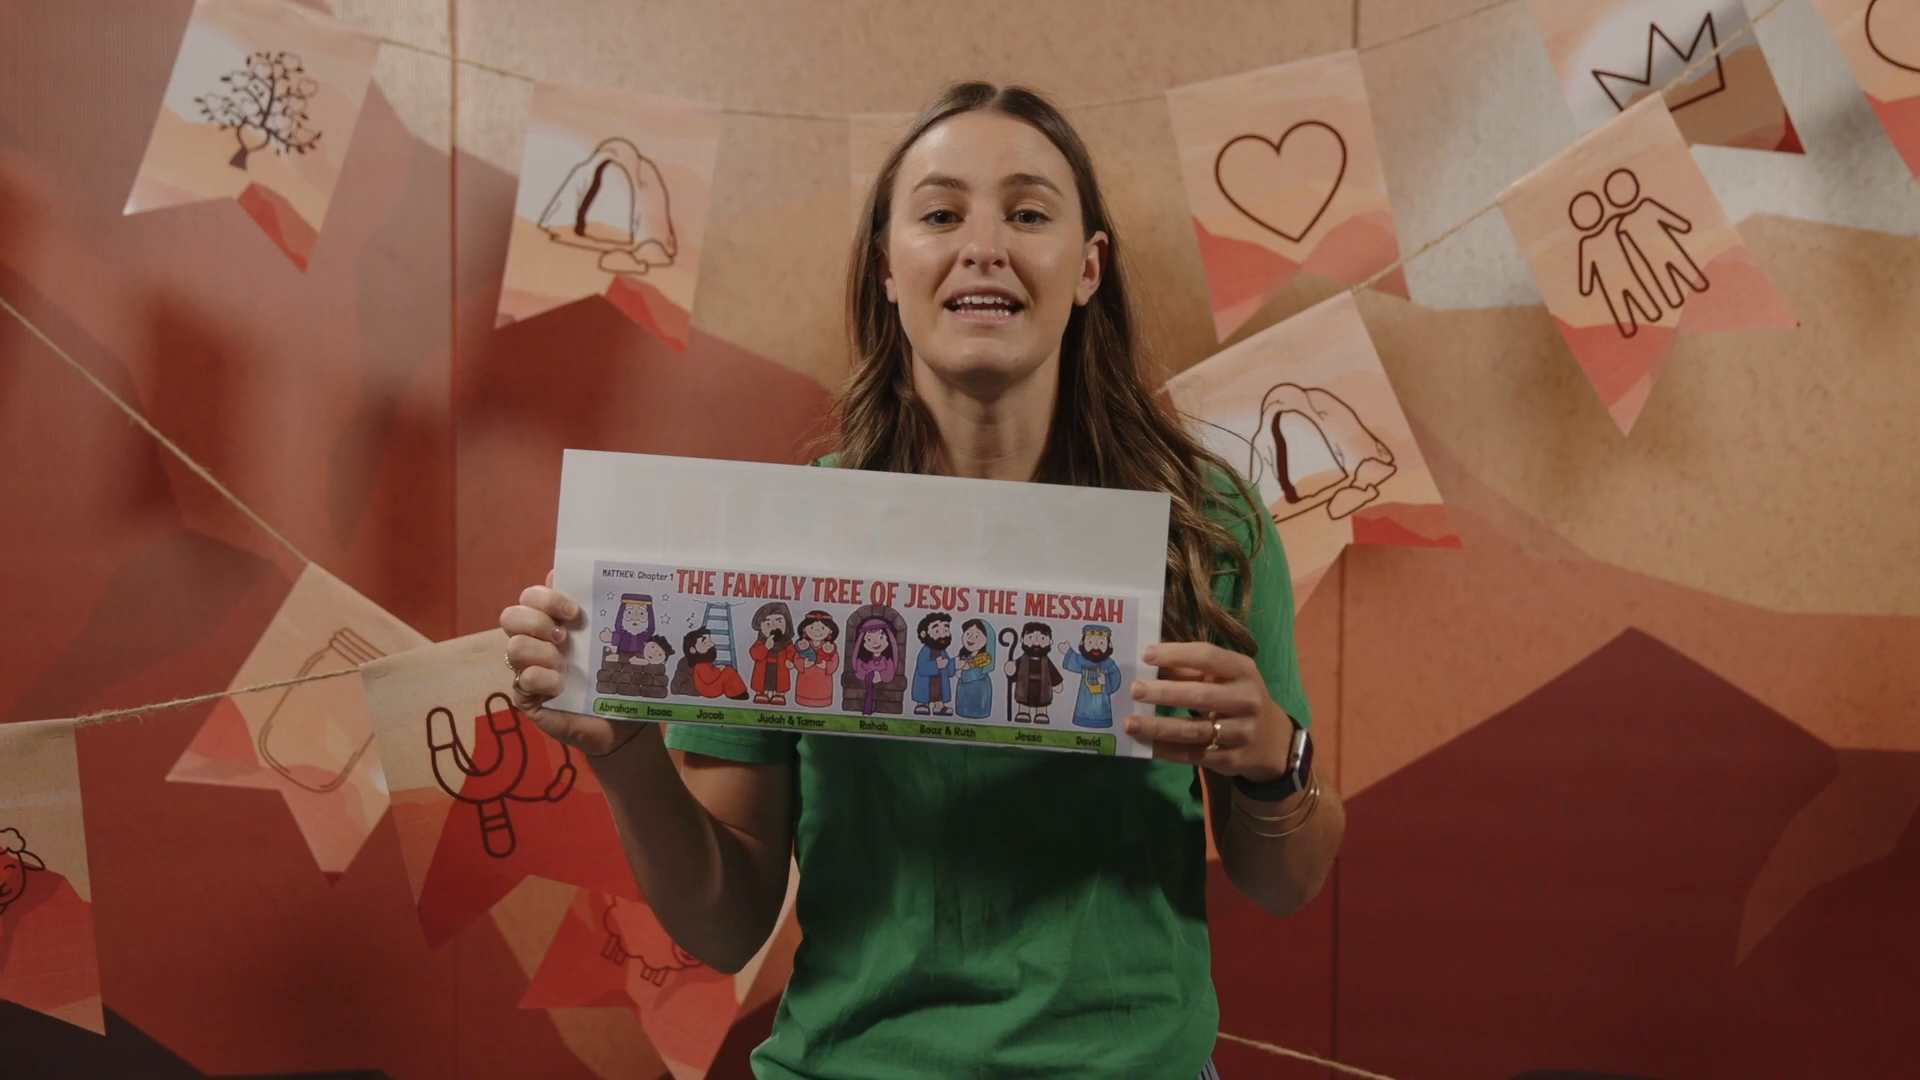 MATTHEW: Chapter 1
THE FAMILY TREE OF JESUS THE MESSIAH
Abraham Isaac Jacob Judah & Tamar Rahab Boaz & Ruth Jesse David